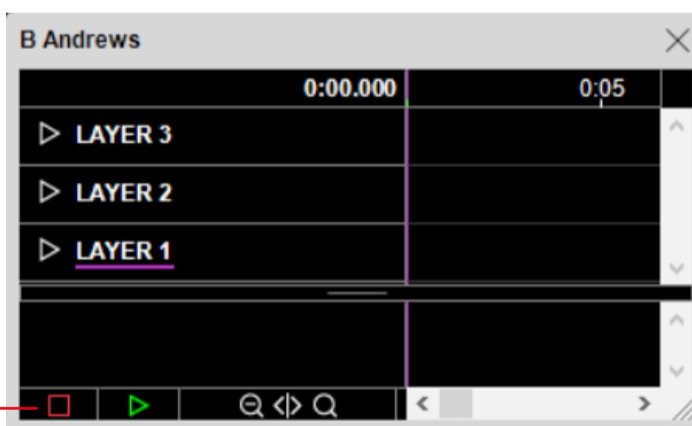 B Andrews
0:00.000 0:05
LAYER 3
LAYER 2
LAYER 1